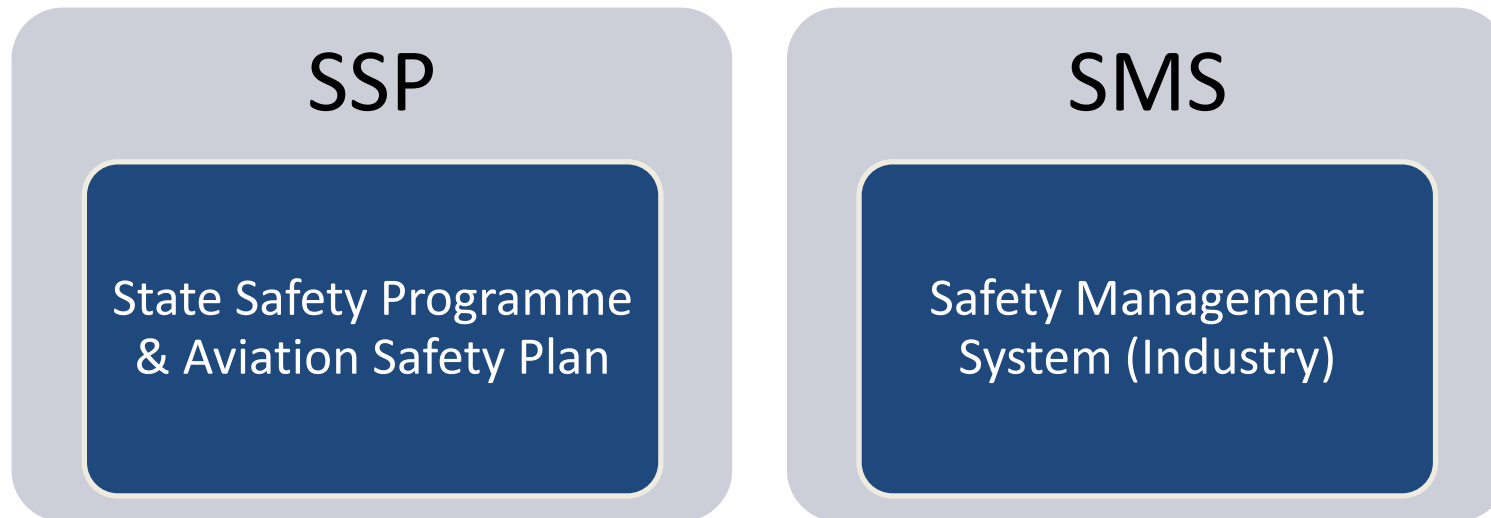 SSP
State Safety Programme
& Aviation Safety Plan
SMS
Safety Management
System (Industry)